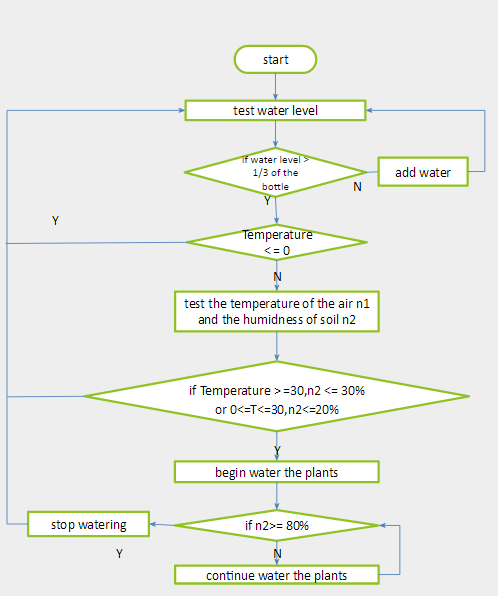 start
test water level
if water level >
1/3 of the
bottle
N
add water
Y
Y
Temperature
<=0
N
test the temperature of the air n1
and the humidness of soil n2
if Temperature >=30,n2 <= 30%
or 0<=T<=30,n2<=20%
Y
begin water the plants
stop watering
if n2>= 80%
Y
N
continue water the plants